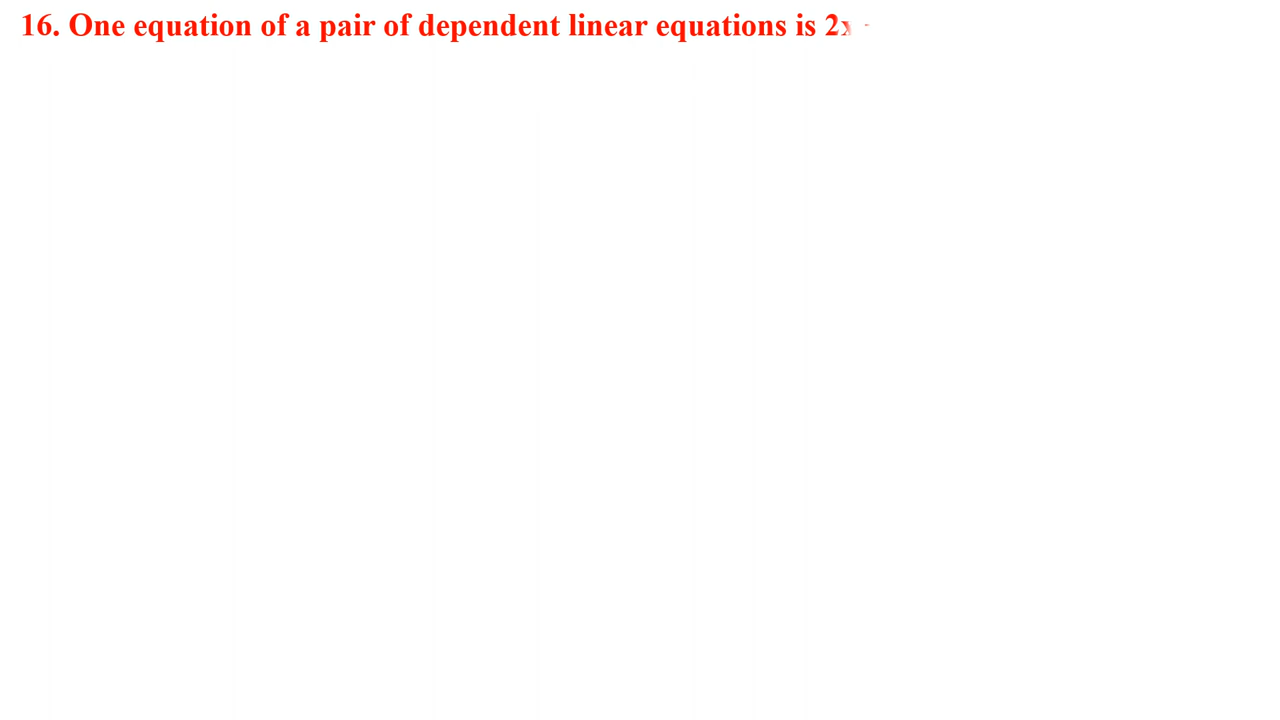 16. One equation of a pair of dependent linear equations is 2x